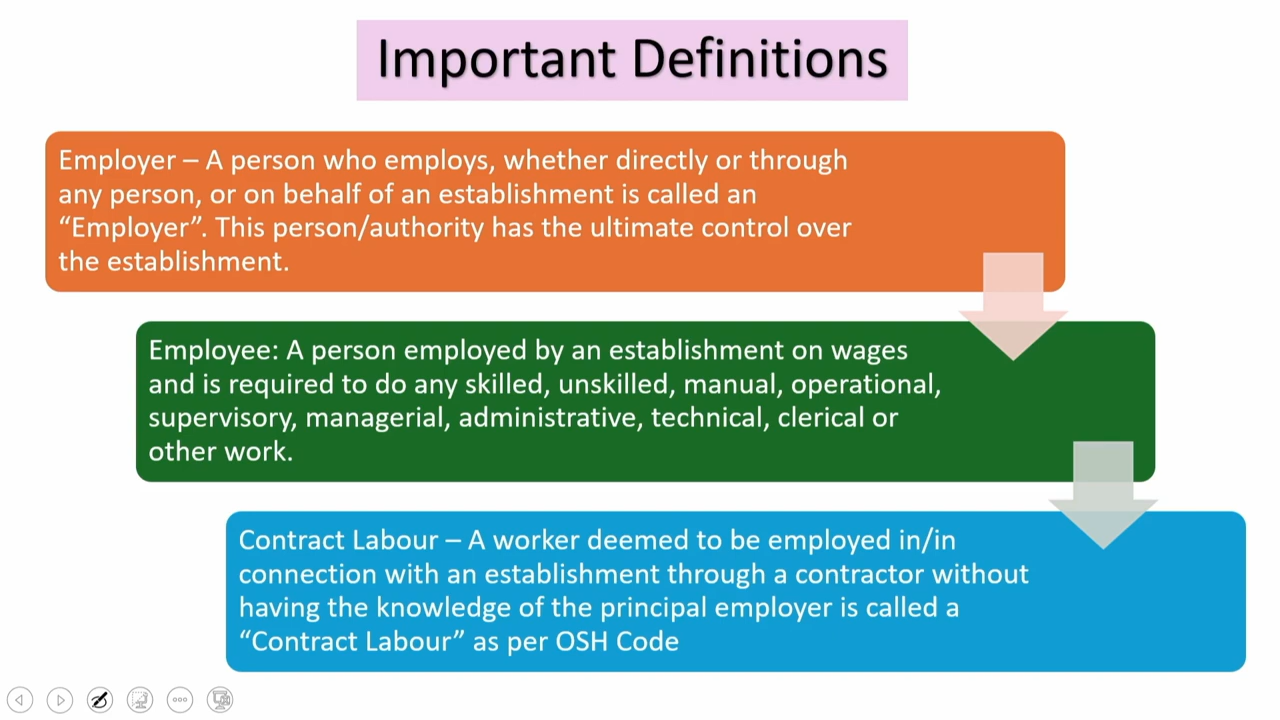 Important Definitions
Employer – A person who employs, whether directly or through
any person, or on behalf of an establishment is called an
“Employer”. This person/authority has the ultimate control over
the establishment.
Employee: A person employed by an establishment on wages
and is required to do any skilled, unskilled, manual, operational,
supervisory, managerial, administrative, technical, clerical or
other work.
Contract Labour – A worker deemed to be employed in/in
connection with an establishment through a contractor without
having the knowledge of the principal employer is called a
“Contract Labour” as per OSH Code